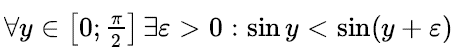 ∀y ∈ [0; π/2] ∃ε > 0 : sin y < sin(y + ε)